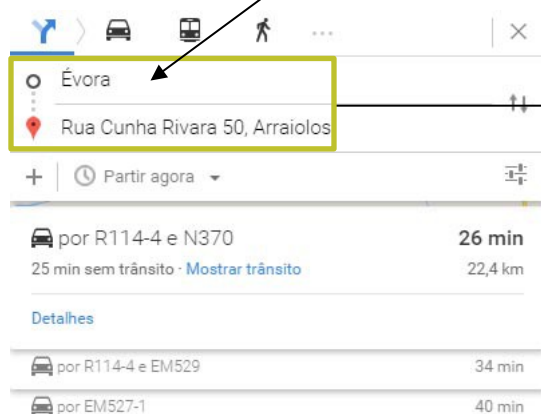 Évora
Rua Cunha Rivara 50, Arraiolos
Partir agora
por R114-4 e N370 26 min
25 min sem trânsito · Mostrar trânsito 22,4 km
Detalhes
por R114-4 e EM529 34 min
por EM527-1 40 min